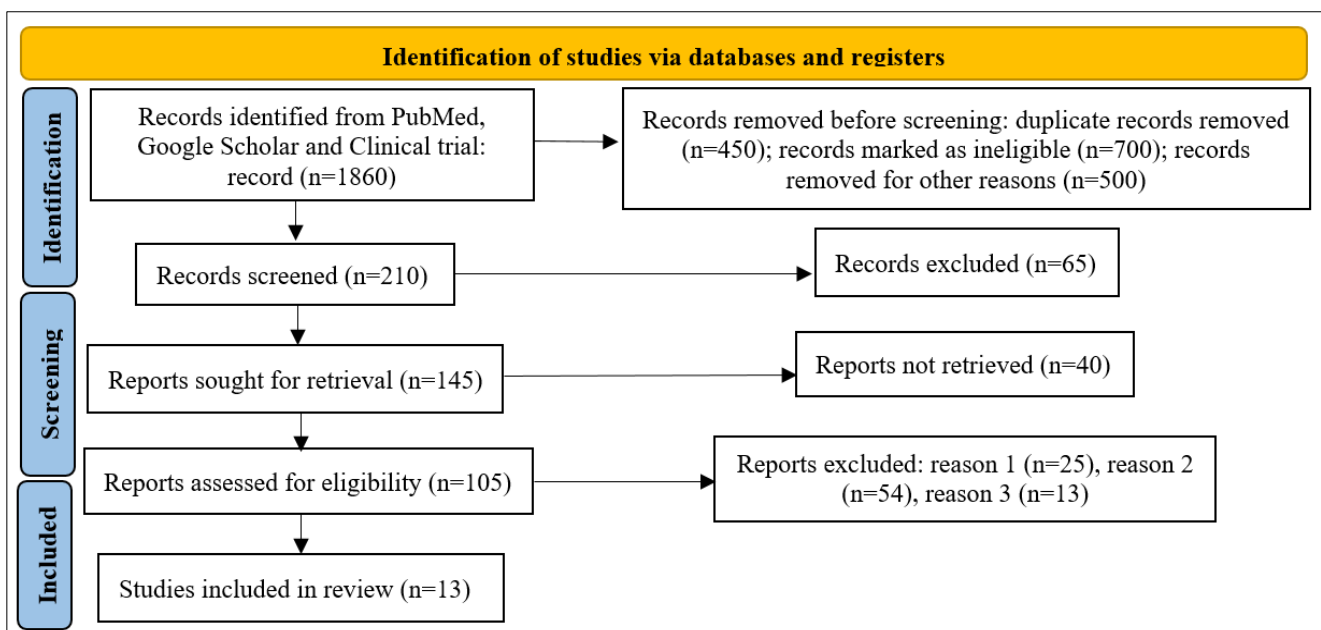 Identification of studies via databases and registers
Identification
Records identified from PubMed,
Google Scholar and Clinical trial:
record (n=1860)
Records removed before screening: duplicate records removed
(n=450); records marked as ineligible (n=700); records
removed for other reasons (n=500)
Records screened (n=210)
Records excluded (n=65)
Screening
Reports sought for retrieval (n=145)
Reports not retrieved (n=40)
Reports assessed for eligibility (n=105)
Reports excluded: reason 1 (n=25), reason 2
(n=54), reason 3 (n=13)
Included
Studies included in review (n=13)